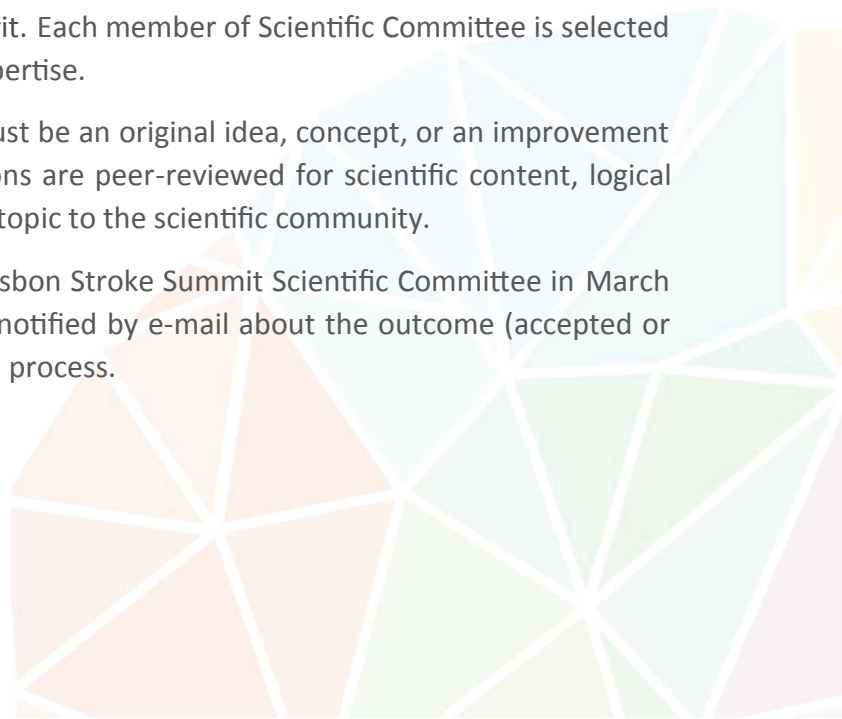 rit. Each member of Scientific Committee is selected
pertise.
ust be an original idea, concept, or an improvement
ons are peer-reviewed for scientific content, logical
topic to the scientific community.
sbon Stroke Summit Scientific Committee in March
notified by e-mail about the outcome (accepted or
process.